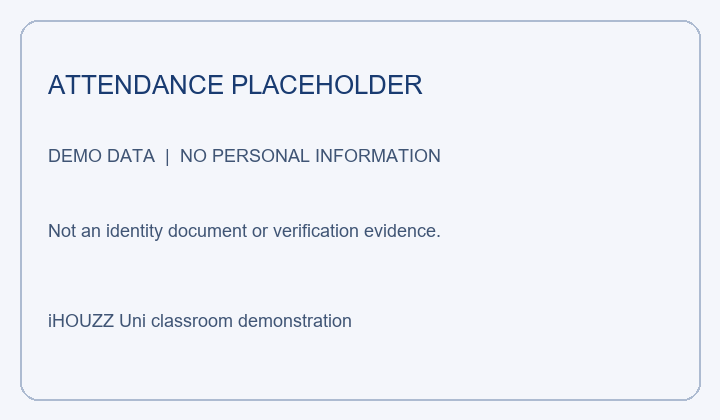 ATTENDANCE PLACEHOLDER
DEMO DATA | NO PERSONAL INFORMATION
Not an identity document or verification evidence.
iHOUZZ Uni classroom demonstration